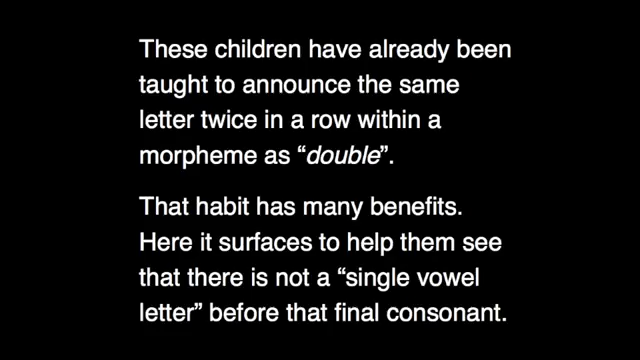 These children have already been
taught to announce the same
letter twice in a row within a
morpheme as “double”.
That habit has many benefits.
Here it surfaces to help them see
that there is not a “single vowel
letter” before that final consonant.